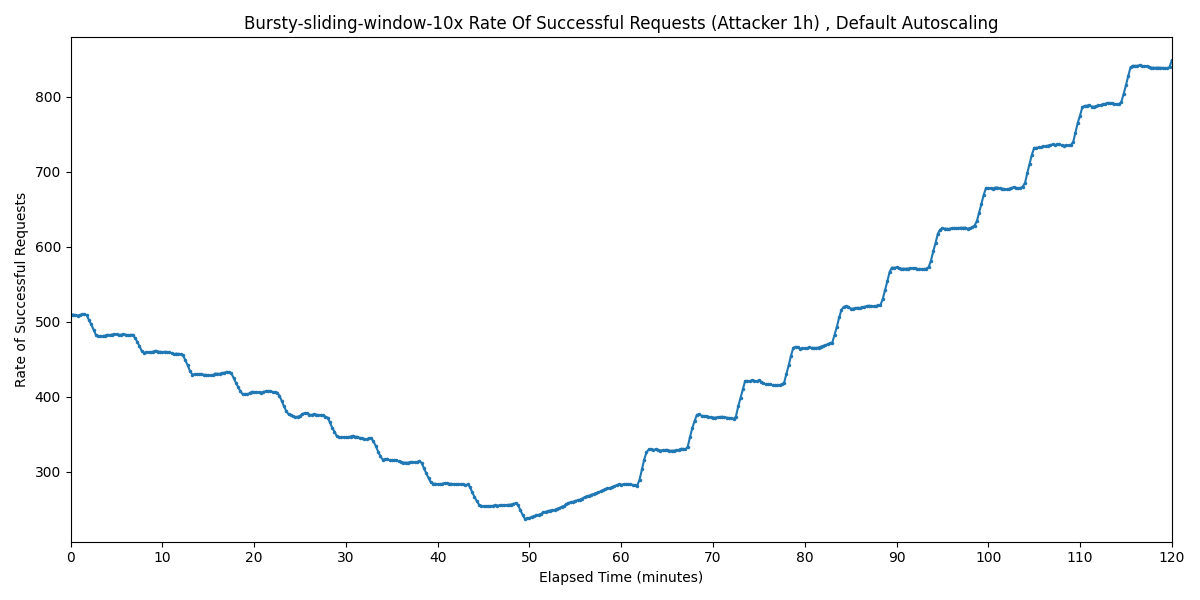 Bursty-sliding-window-10x Rate Of Successful Requests (Attacker 1h) , Default Autoscaling
Rate of Successful Requests
800
700
600
500
400
300
0 10 20 30 40 50 60 70 80 90 100 110 120
Elapsed Time (minutes)